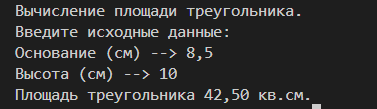 Вычисление площади треугольника.
Введите исходные данные:
Основание (см) --> 8,5
Высота (см) --> 10
Площадь треугольника 42,50 кв.см.